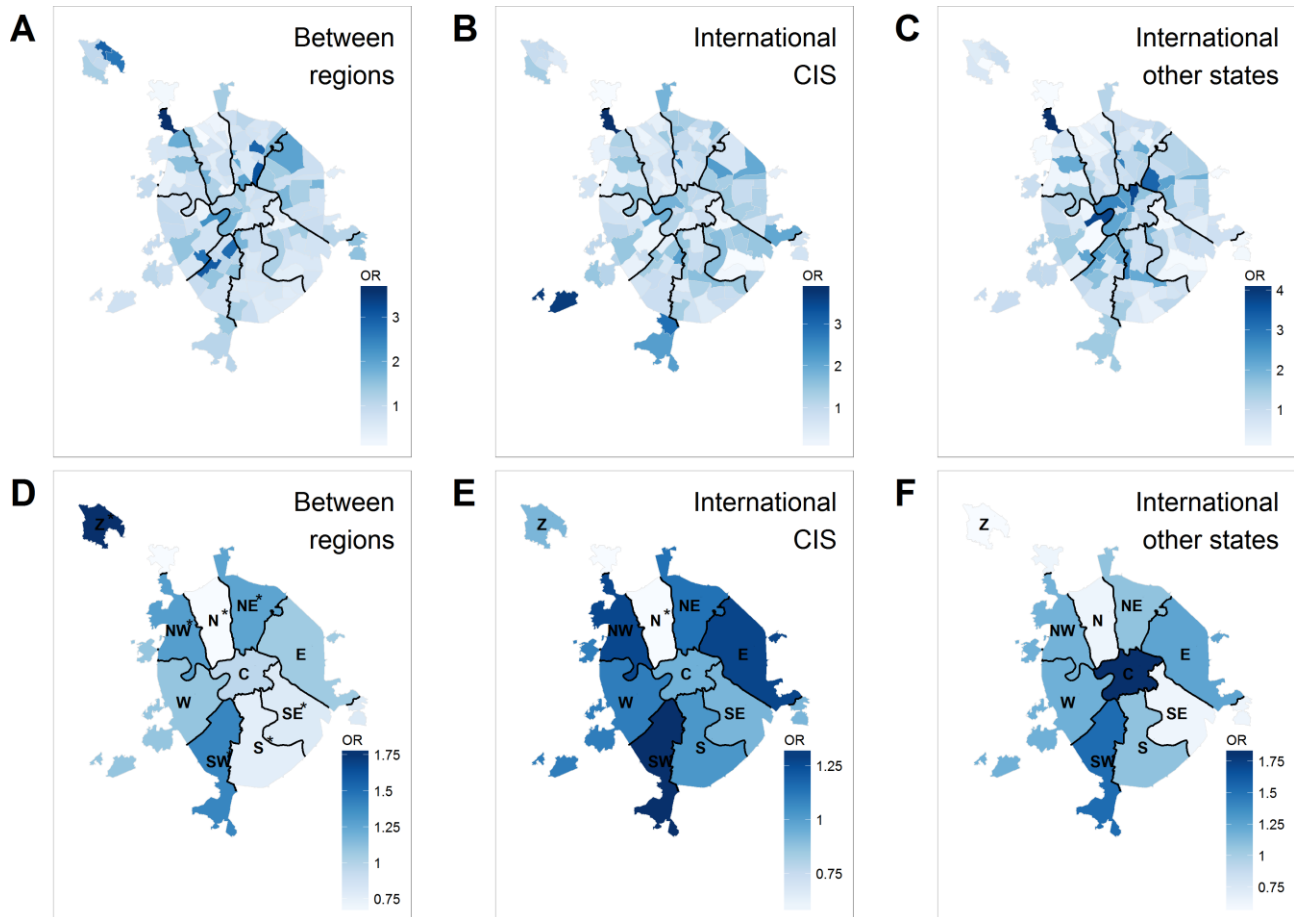 A
Between
regions
OR
3
2
1
B
International
CIS
OR
3
2
1
C
International
other states
OR
4
3
2
1
D
Between
regions
Z*
NW*
N*
NE*
E
C
W
SE*
S*
SW
OR
1.75
1.5
1.25
1
0.75
E
International
CIS
Z
NW
N*
NE
E
C
W
SE
S
SW
OR
1.25
1
0.75
F
International
other states
Z
NW
N
NE
E
C
W
SE
S
SW
OR
1.75
1.5
1.25
1
0.75